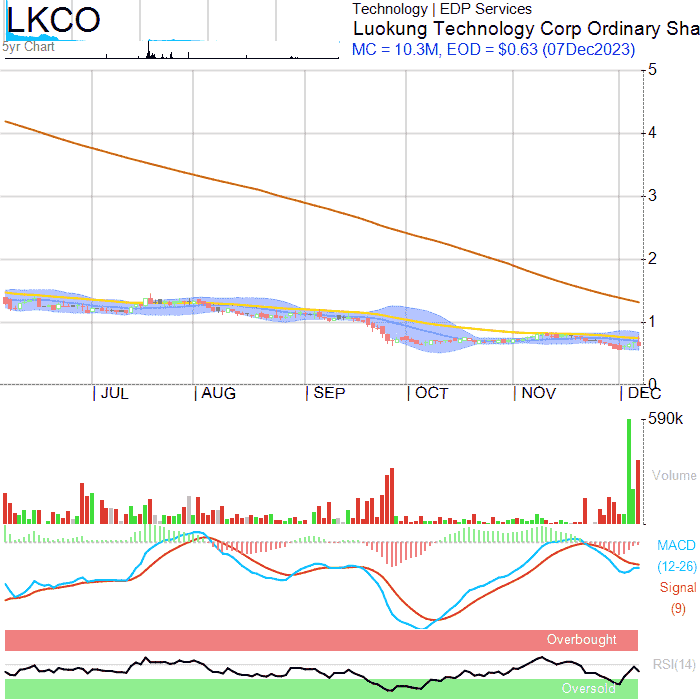 LKCO
5yr Chart
Technology | EDP Services
Luokung Technology Corp Ordinary Sha
MC = 10.3M, EOD = $0.63 (07Dec2023)
5
4
3
2
1
0
JUL AUG SEP OCT NOV DEC
590k
Volume
MACD
(12-26)
Signal
(9)
Overbought
RSI(14)
Oversold